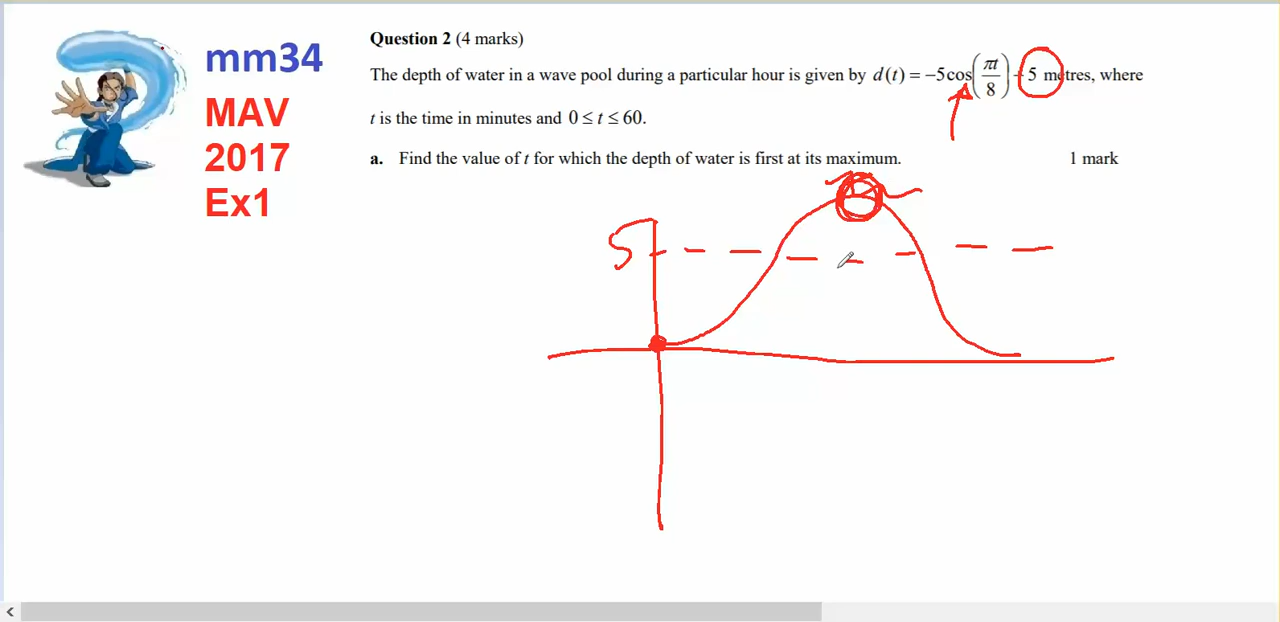 mm34
MAV
2017
Ex1
Question 2 (4 marks)
The depth of water in a wave pool during a particular hour is given by d(t) = −5cos(πt/8) + 5 metres, where
t is the time in minutes and 0 ≤ t ≤ 60.
a. Find the value of t for which the depth of water is first at its maximum. 1 mark
5